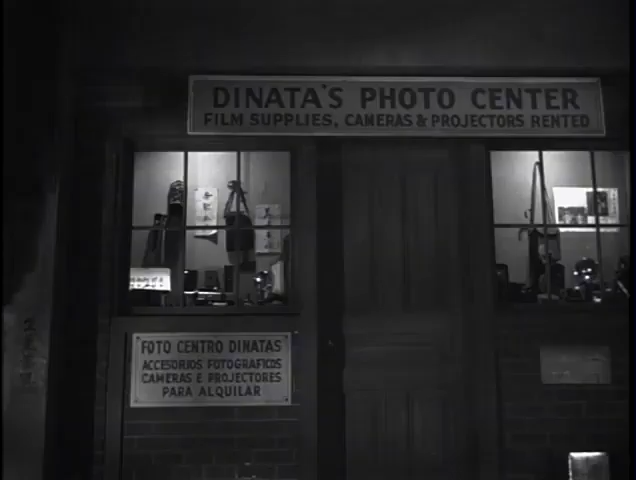 DINATA'S PHOTO CENTER
FILM SUPPLIES, CAMERAS & PROJECTORS RENTED
FOTO CENTRO DINATAS
ACCESORIOS FOTOGRAFICOS
CAMERAS E PROJECTORES
PARA ALQUILAR